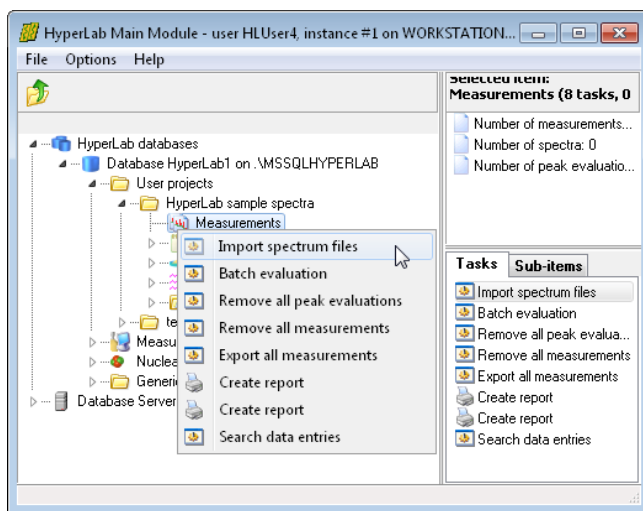 HyperLab Main Module - user HLUser4, instance #1 on WORKSTATION...
File Options Help
Selected item:
Measurements (8 tasks, 0
Number of measurements...
Number of spectra: 0
Number of peak evaluatio...
HyperLab databases
Database HyperLab1 on .\MSSQLHYPERLAB
User projects
HyperLab sample spectra
Measurements
Import spectrum files
Batch evaluation
Remove all peak evaluations
Remove all measurements
Export all measurements
Create report
Create report
Search data entries
te
Measu
Nuclea
Generi
Database Server
Tasks Sub-items
Import spectrum files
Batch evaluation
Remove all peak evalua...
Remove all measurements
Export all measurements
Create report
Create report
Search data entries